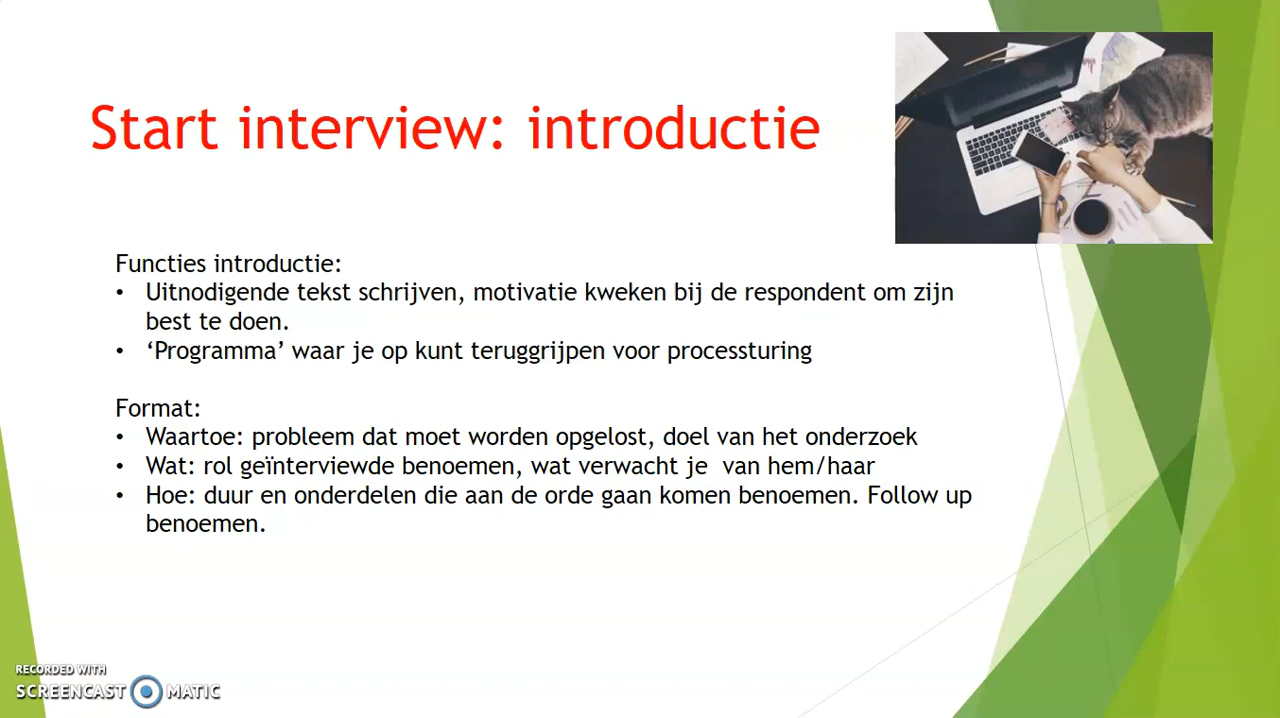 Start interview: introductie
Functies introductie:
• Uitnodigende tekst schrijven, motivatie kweken bij de respondent om zijn
best te doen.
• ‘Programma’ waar je op kunt teruggrijpen voor processturing
Format:
• Waartoe: probleem dat moet worden opgelost, doel van het onderzoek
• Wat: rol geïnterviewde benoemen, wat verwacht je  van hem/haar
• Hoe: duur en onderdelen die aan de orde gaan komen benoemen. Follow up
benoemen.
RECORDED WITH
SCREENCAST MATIC